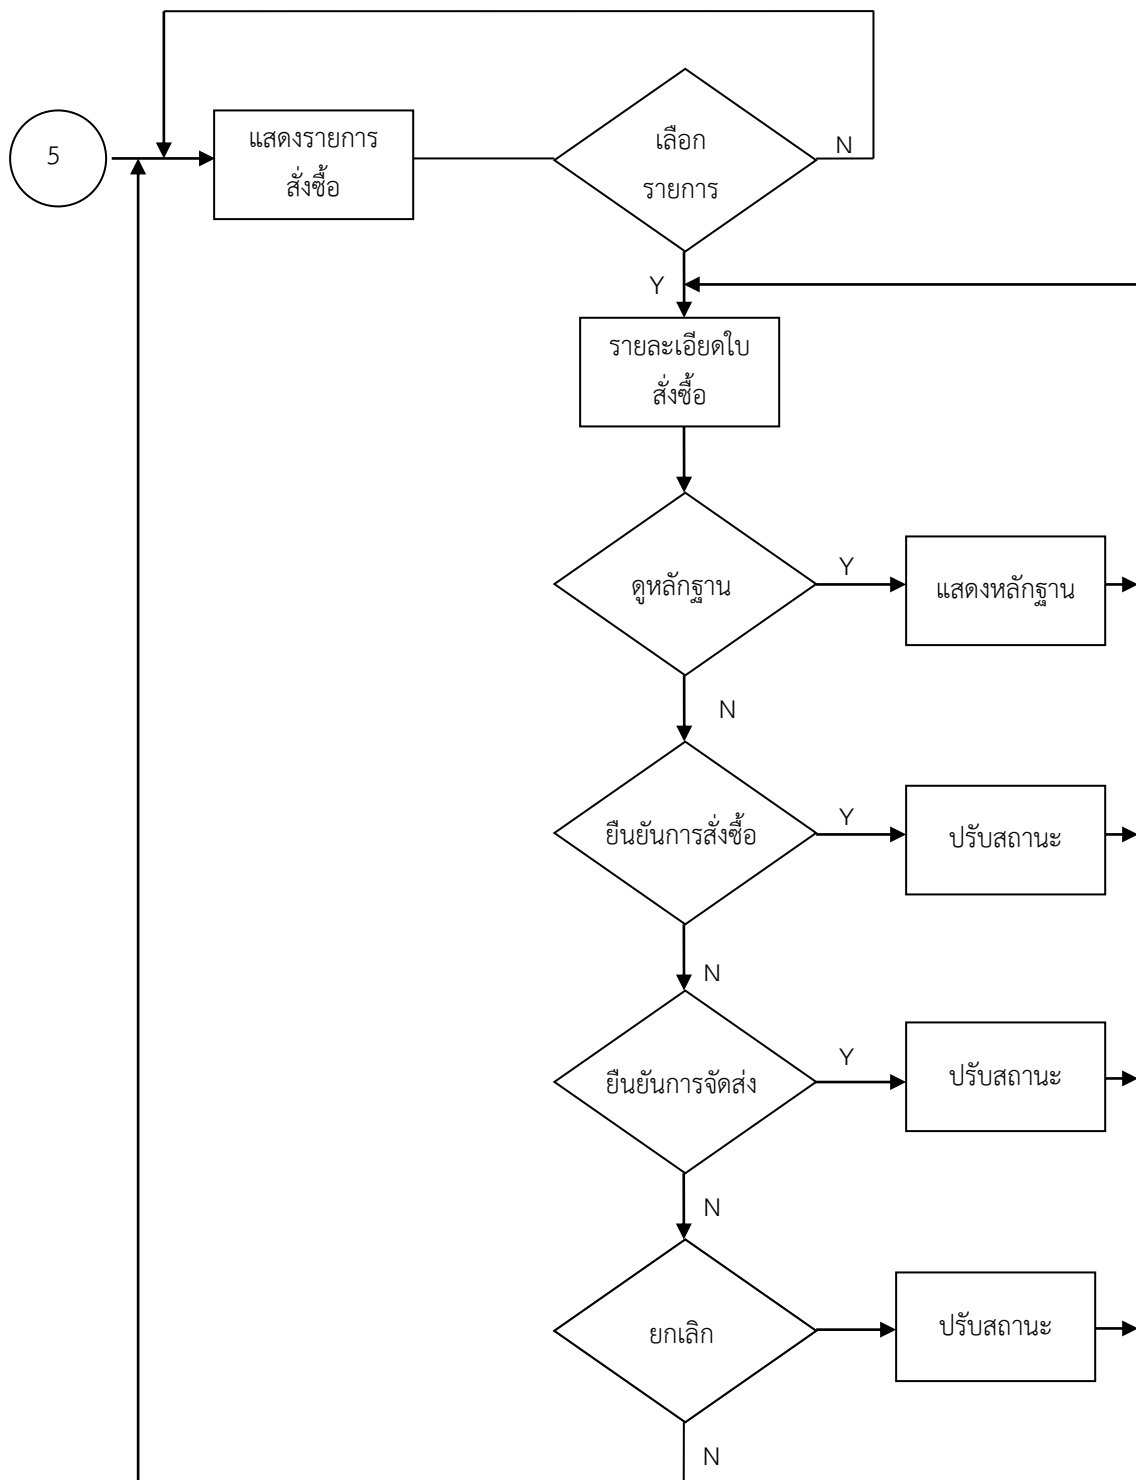 5
แสดงรายการ
สั่งซื้อ
เลือก
รายการ
N
Y
รายละเอียดใบ
สั่งซื้อ
ดูหลักฐาน
Y
แสดงหลักฐาน
N
ยืนยันการสั่งซื้อ
Y
ปรับสถานะ
N
ยืนยันการจัดส่ง
Y
ปรับสถานะ
N
ยกเลิก
ปรับสถานะ
N